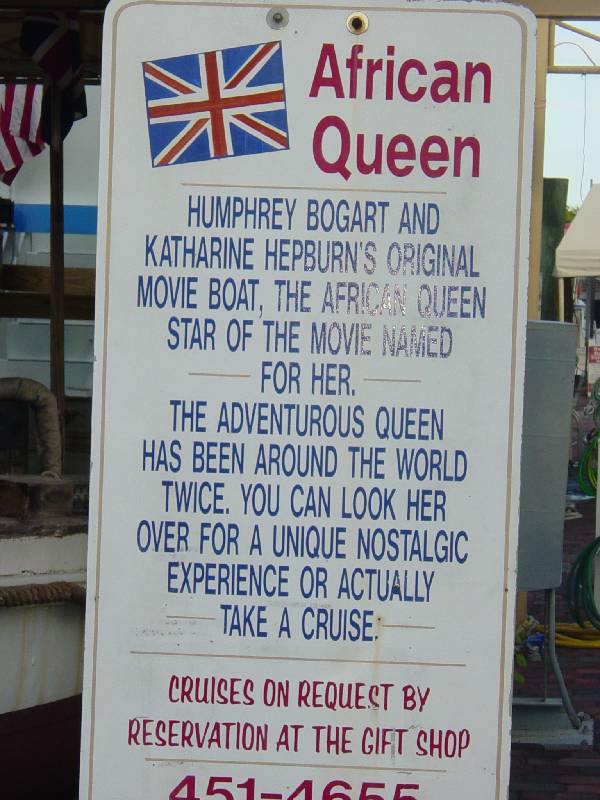 African
Queen
HUMPHREY BOGART AND
KATHARINE HEPBURN'S ORIGINAL
MOVIE BOAT, THE AFRICAN QUEEN
STAR OF THE MOVIE NAMED
FOR HER.
THE ADVENTUROUS QUEEN
HAS BEEN AROUND THE WORLD
TWICE. YOU CAN LOOK HER
OVER FOR A UNIQUE NOSTALGIC
EXPERIENCE OR ACTUALLY
TAKE A CRUISE.
CRUISES ON REQUEST BY
RESERVATION AT THE GIFT SHOP
451-4655